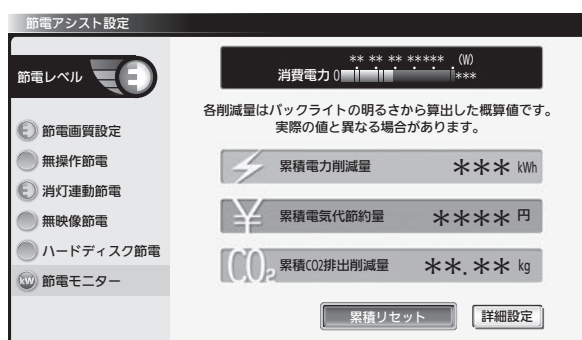 節電アシスト設定
節電レベル
** ** ** ***** (W)
消費電力 0 ***
各削減量はバックライトの明るさから算出した概算値です。
実際の値と異なる場合があります。
節電画質設定
無操作節電
消灯連動節電
無映像節電
ハードディスク節電
kW 節電モニター
累積電力削減量 *** kWh
¥ 累積電気代節約量 **** 円
CO2 累積CO2排出削減量 **.** kg
累積リセット 詳細設定